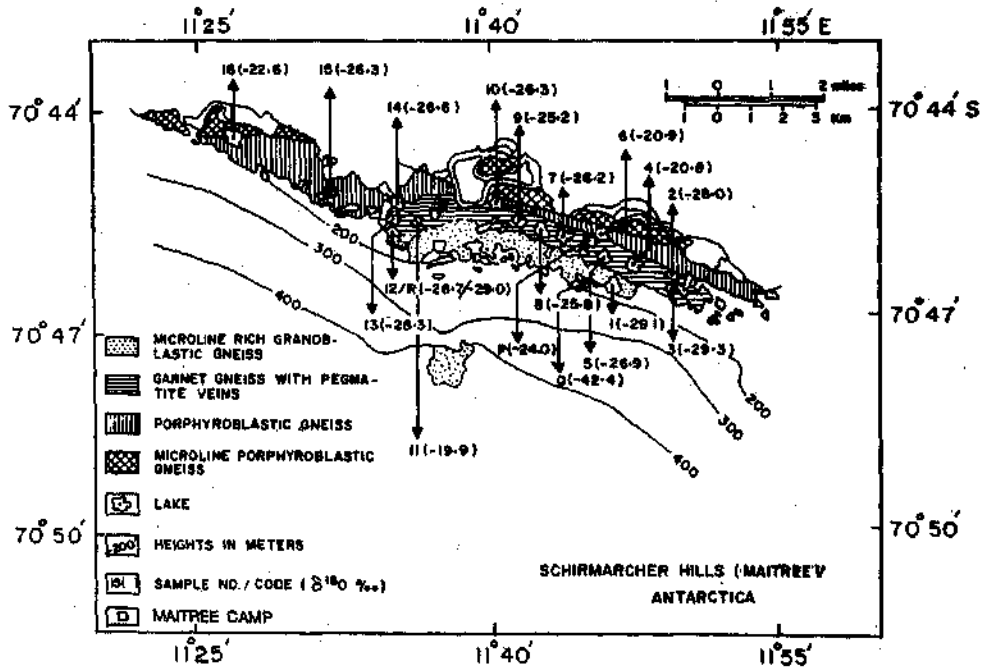 11°25′ 11°40′ 11°55′ E
16(-22.6) 15(-26.3) 10(-26.3) 0 2 miles
70°44′ 14(-26.6) 9(-25.2) 1 0 1 2 3 Km 70°44′ S
6(-20.9)
7(-26.2) 4(-20.8)
2(-28.0)
200
300
400 12/R(-26.7/-29.0) 8(-25.8) 1(-29.1) 70°47′
13(-26.3) P(-24.0) 3(-29.3)
70°47′ 5(-26.9) 200
MICROLINE RICH GRANOB-
LASTIC GNEISS
Q(-42.4)
300
GARNET GNEISS WITH PEGMA-
TITE VEINS
11(-19.9) 400
PORPHYROBLASTIC GNEISS
MICROLINE PORPHYROBLASTIC
GNEISS
LAKE
70°50′ 70°50′
200 HEIGHTS IN METERS
SCHIRMARCHER HILLS (MAITREE)
SAMPLE NO./CODE (δ¹⁸O ‰)
ANTARCTICA
MAITREE CAMP
11°25′ 11°40′ 11°55′